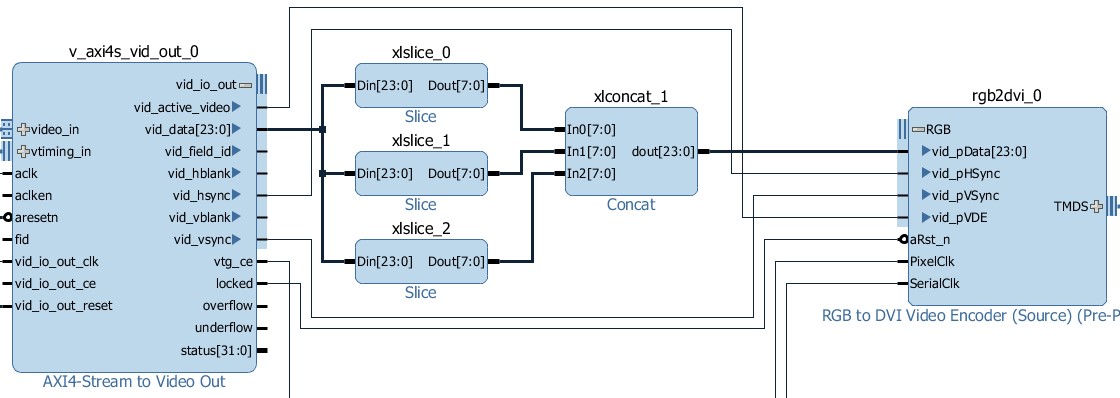 v_axi4s_vid_out_0
vid_io_out
vid_active_video
video_in
vid_data[23:0]
vtiming_in
vid_field_id
aclk
vid_hblank
aclken
vid_hsync
aresetn
vid_vblank
fid
vid_vsync
vid_io_out_clk
vtg_ce
vid_io_out_ce
locked
vid_io_out_reset
overflow
underflow
status[31:0]
AXI4-Stream to Video Out
xlslice_0
Din[23:0] Dout[7:0]
Slice
xlslice_1
Din[23:0] Dout[7:0]
Slice
xlslice_2
Din[23:0] Dout[7:0]
Slice
xlconcat_1
In0[7:0]
In1[7:0] dout[23:0]
In2[7:0]
Concat
rgb2dvi_0
RGB
vid_pData[23:0]
vid_pHSync
vid_pVSync
TMDS
vid_pVDE
aRst_n
PixelClk
SerialClk
RGB to DVI Video Encoder (Source) (Pre-P